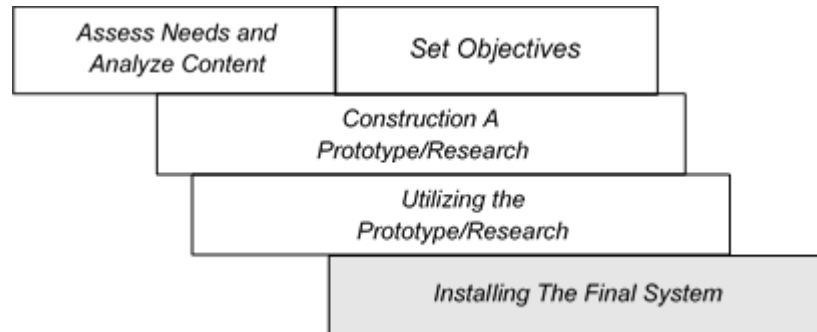 Assess Needs and
Analyze Content
Set Objectives
Construction A
Prototype/Research
Utilizing the
Prototype/Research
Installing The Final System